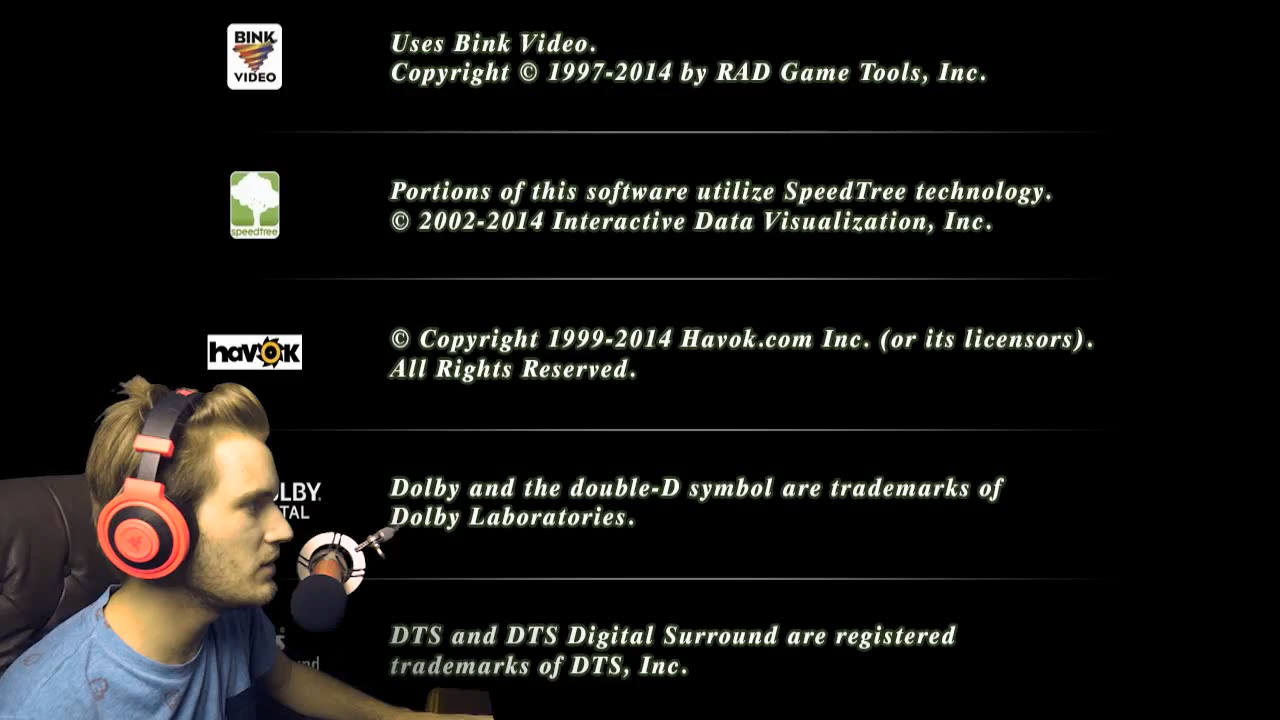 BINK
VIDEO
Uses Bink Video.
Copyright © 1997-2014 by RAD Game Tools, Inc.
speedtree
Portions of this software utilize SpeedTree technology.
© 2002-2014 Interactive Data Visualization, Inc.
havok
© Copyright 1999-2014 Havok.com Inc. (or its licensors).
All Rights Reserved.
LBY
TAL
Dolby and the double-D symbol are trademarks of
Dolby Laboratories.
DTS and DTS Digital Surround are registered
trademarks of DTS, Inc.